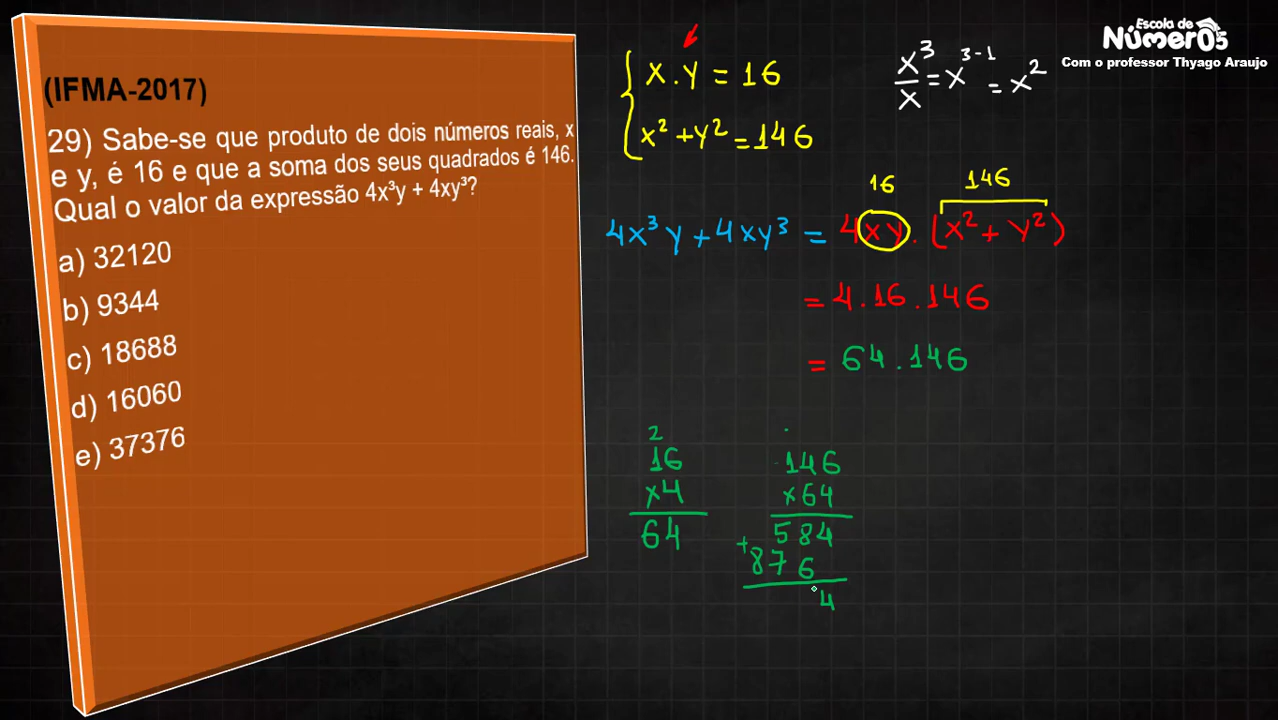 Escola de
Número5
Com o professor Thyago Araujo
(IFMA-2017)
29) Sabe-se que produto de dois números reais, x
e y, é 16 e que a soma dos seus quadrados é 146.
Qual o valor da expressão 4x³y + 4xy³?
a) 32120
b) 9344
c) 18688
d) 16060
e) 37376
x . y = 16
x² + y² = 146
x³/x = x³⁻¹ = x²
16 146
4x³y + 4xy³ = 4xy . (x² + y²)
= 4 . 16 . 146
= 64 . 146
2
16
x4
64
146
x64
584
+876
4